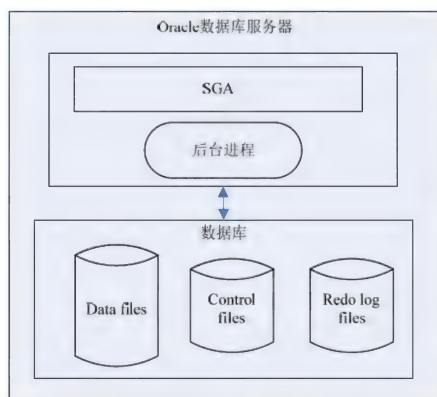 Oracle数据库服务器
SGA
后台进程
数据库
Data files
Control
files
Redo log
files